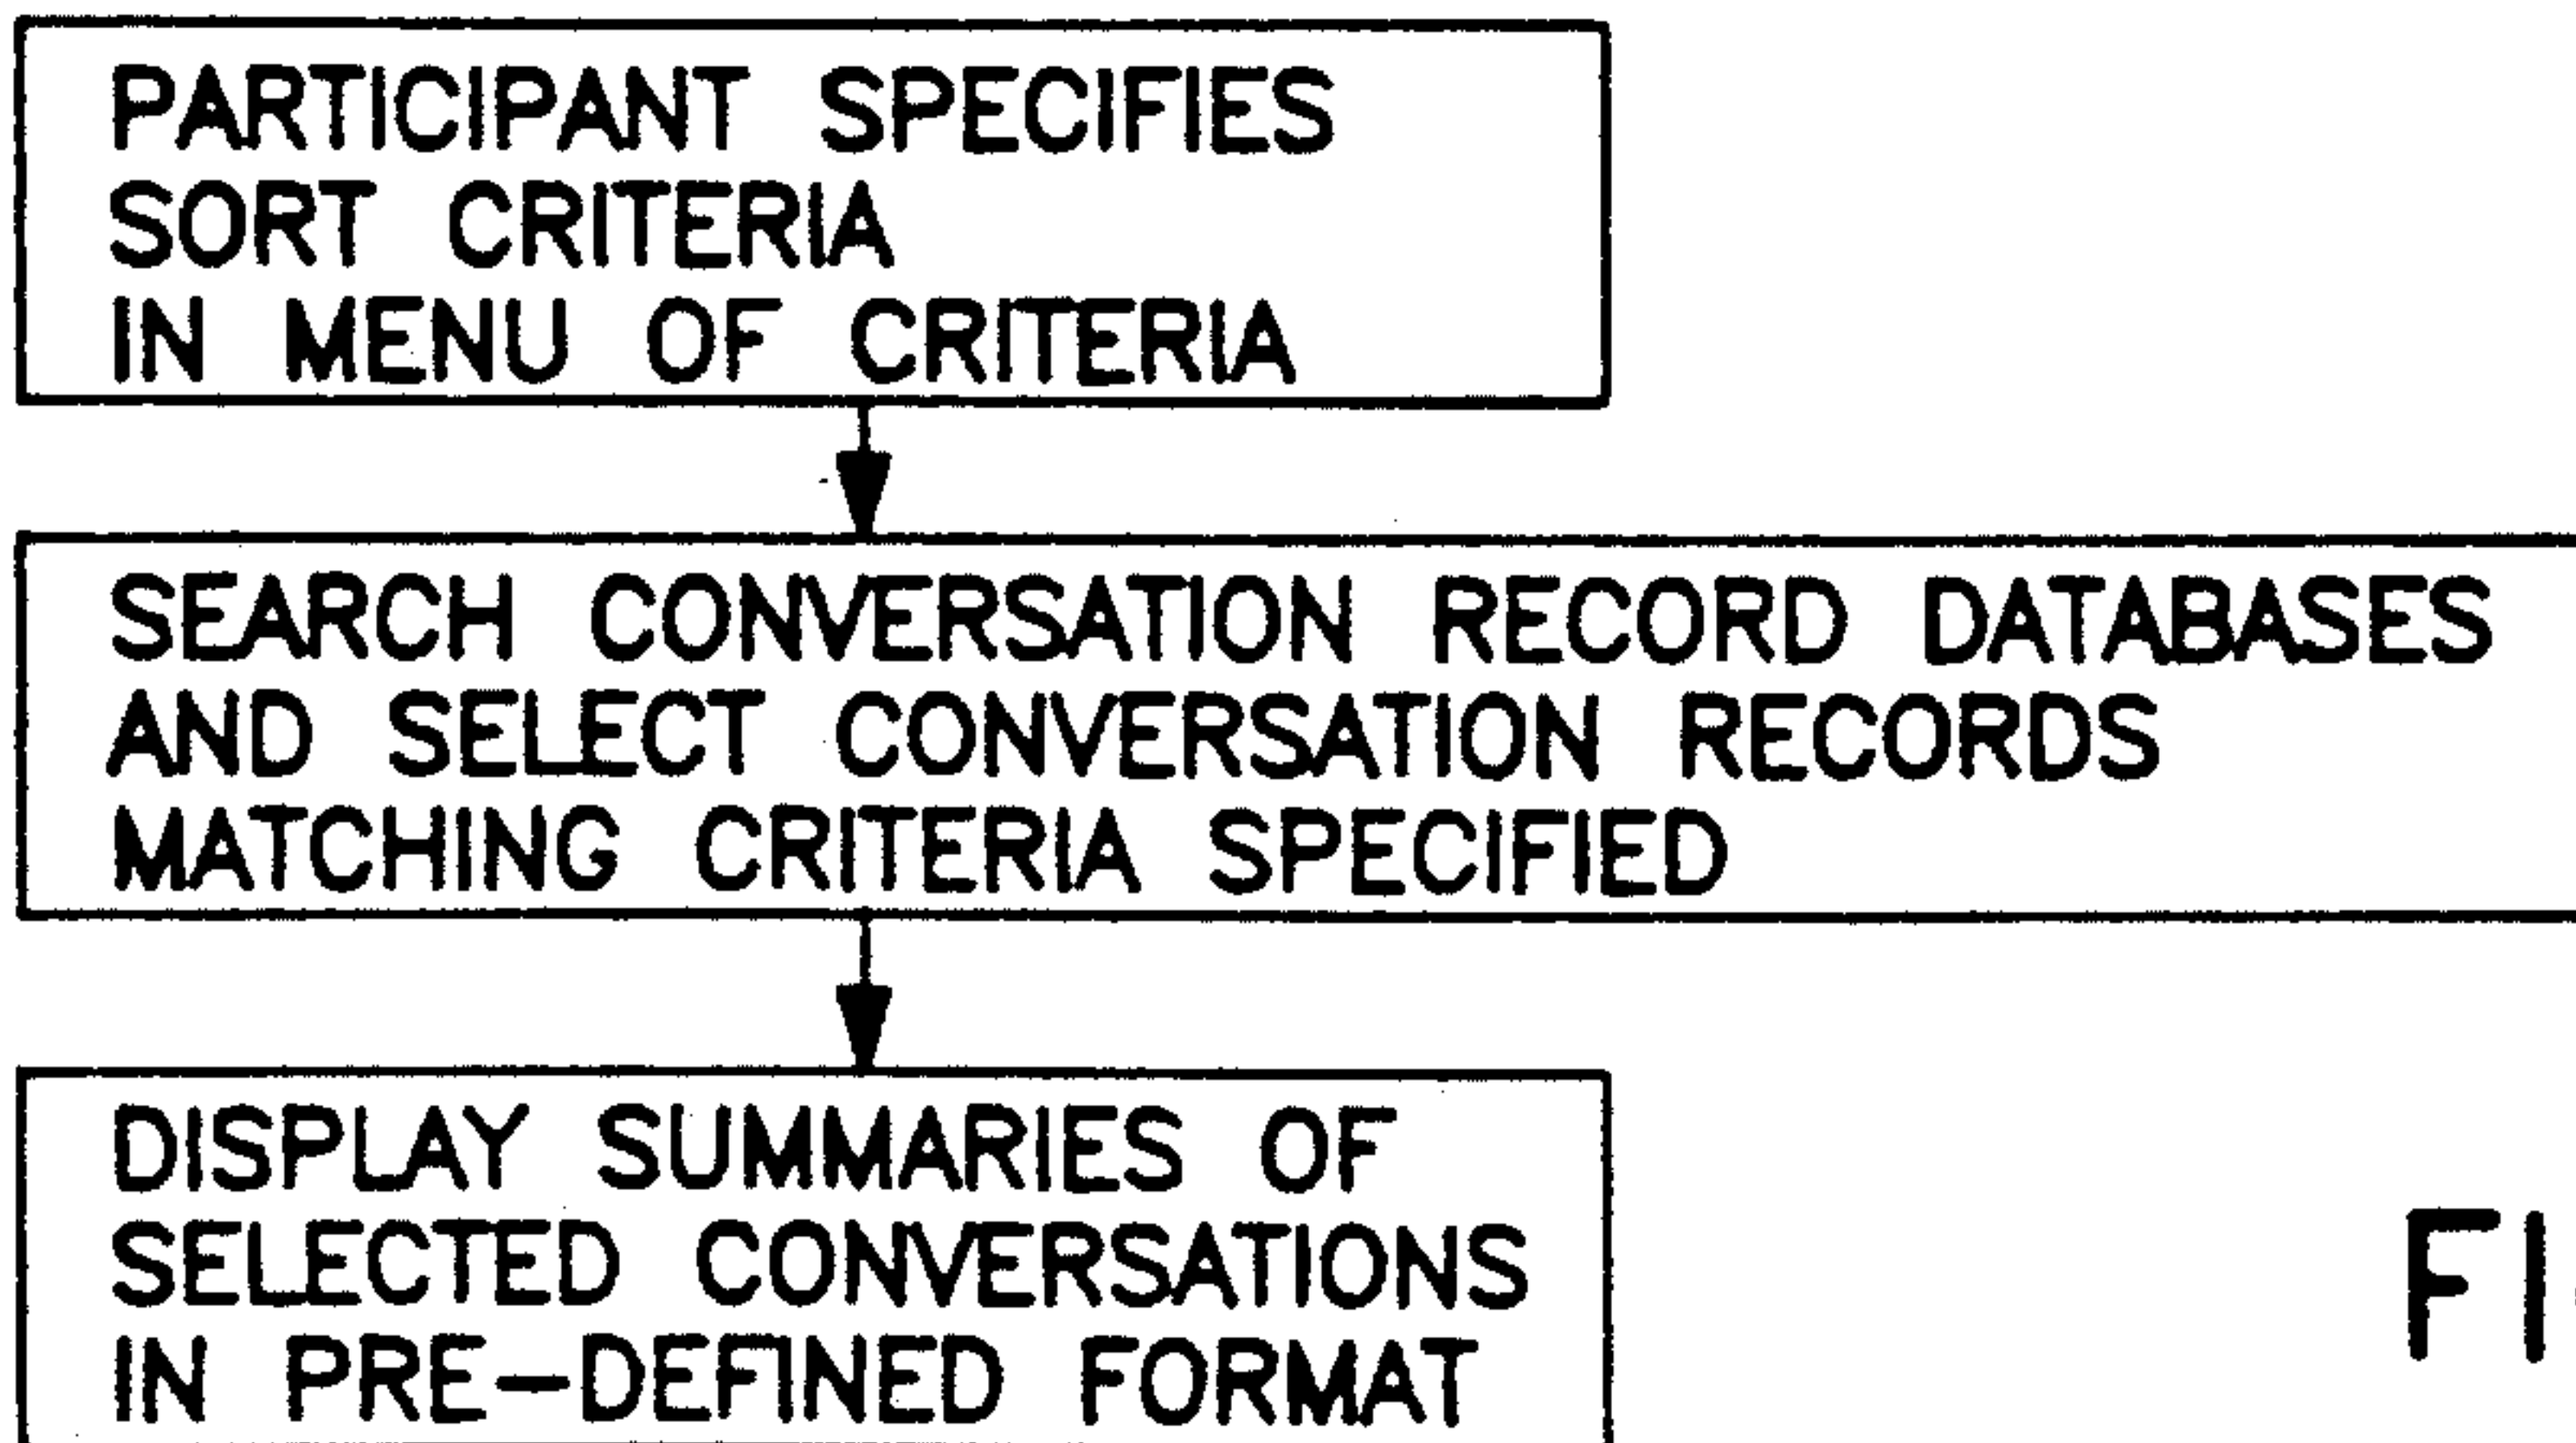 PARTICIPANT SPECIFIES
SORT CRITERIA
IN MENU OF CRITERIA
SEARCH CONVERSATION RECORD DATABASES
AND SELECT CONVERSATION RECORDS
MATCHING CRITERIA SPECIFIED
DISPLAY SUMMARIES OF
SELECTED CONVERSATIONS
IN PRE-DEFINED FORMAT